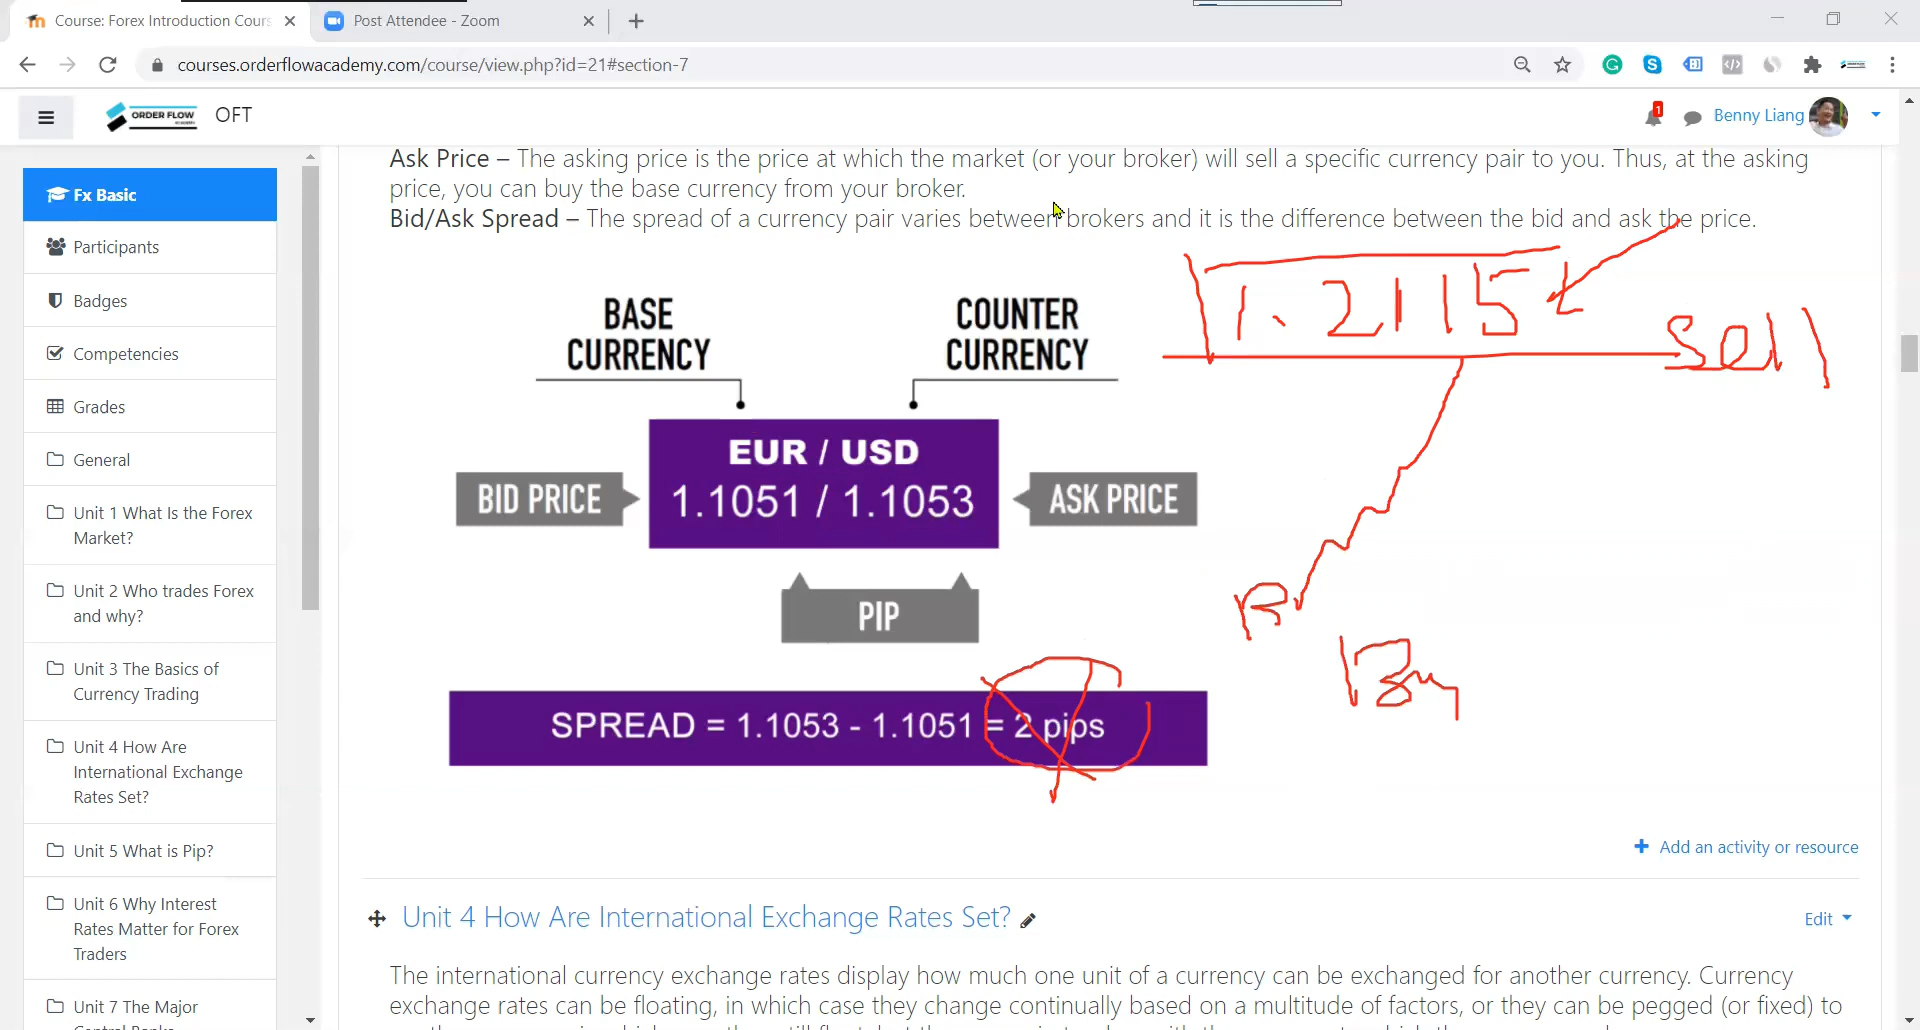 Course: Forex Introduction Cours
Post Attendee - Zoom
courses.orderflowacademy.com/course/view.php?id=21#section-7
ORDER FLOW
ACADEMY
OFT
1
Benny Liang
Fx Basic
Participants
Badges
Competencies
Grades
General
Unit 1 What Is the Forex
Market?
Unit 2 Who trades Forex
and why?
Unit 3 The Basics of
Currency Trading
Unit 4 How Are
International Exchange
Rates Set?
Unit 5 What is Pip?
Unit 6 Why Interest
Rates Matter for Forex
Traders
Unit 7 The Major
Ask Price – The asking price is the price at which the market (or your broker) will sell a specific currency pair to you. Thus, at the asking
price, you can buy the base currency from your broker.
Bid/Ask Spread – The spread of a currency pair varies between brokers and it is the difference between the bid and ask the price.
1.2115
Sell
BASE
CURRENCY
COUNTER
CURRENCY
EUR / USD
BID PRICE
1.1051 / 1.1053
ASK PRICE
PIP
Buy
SPREAD = 1.1053 - 1.1051 = 2 pips
Add an activity or resource
Unit 4 How Are International Exchange Rates Set?
Edit
The international currency exchange rates display how much one unit of a currency can be exchanged for another currency. Currency
exchange rates can be floating, in which case they change continually based on a multitude of factors, or they can be pegged (or fixed) to